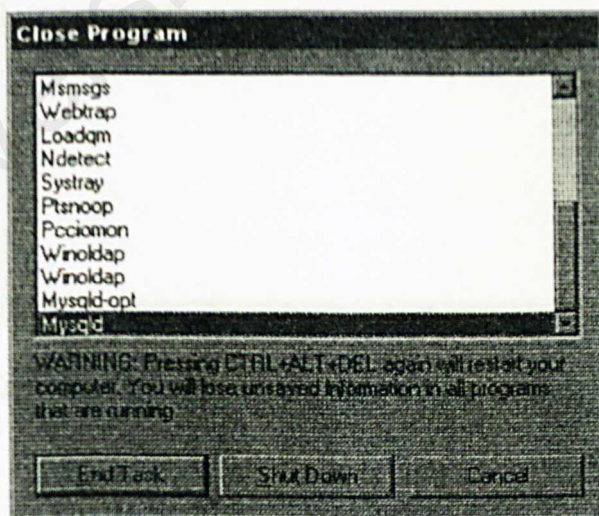 Close Program
Msmsgs
Webtrap
Loadqm
Ndetect
Systray
Ptsnoop
Pcciomon
Winoldap
Winoldap
Mysqld-opt
Mysqld
WARNING: Pressing CTRL+ALT+DEL again will restart your
computer. You will lose unsaved information in all programs
that are running.
End Task
Shut Down
Cancel